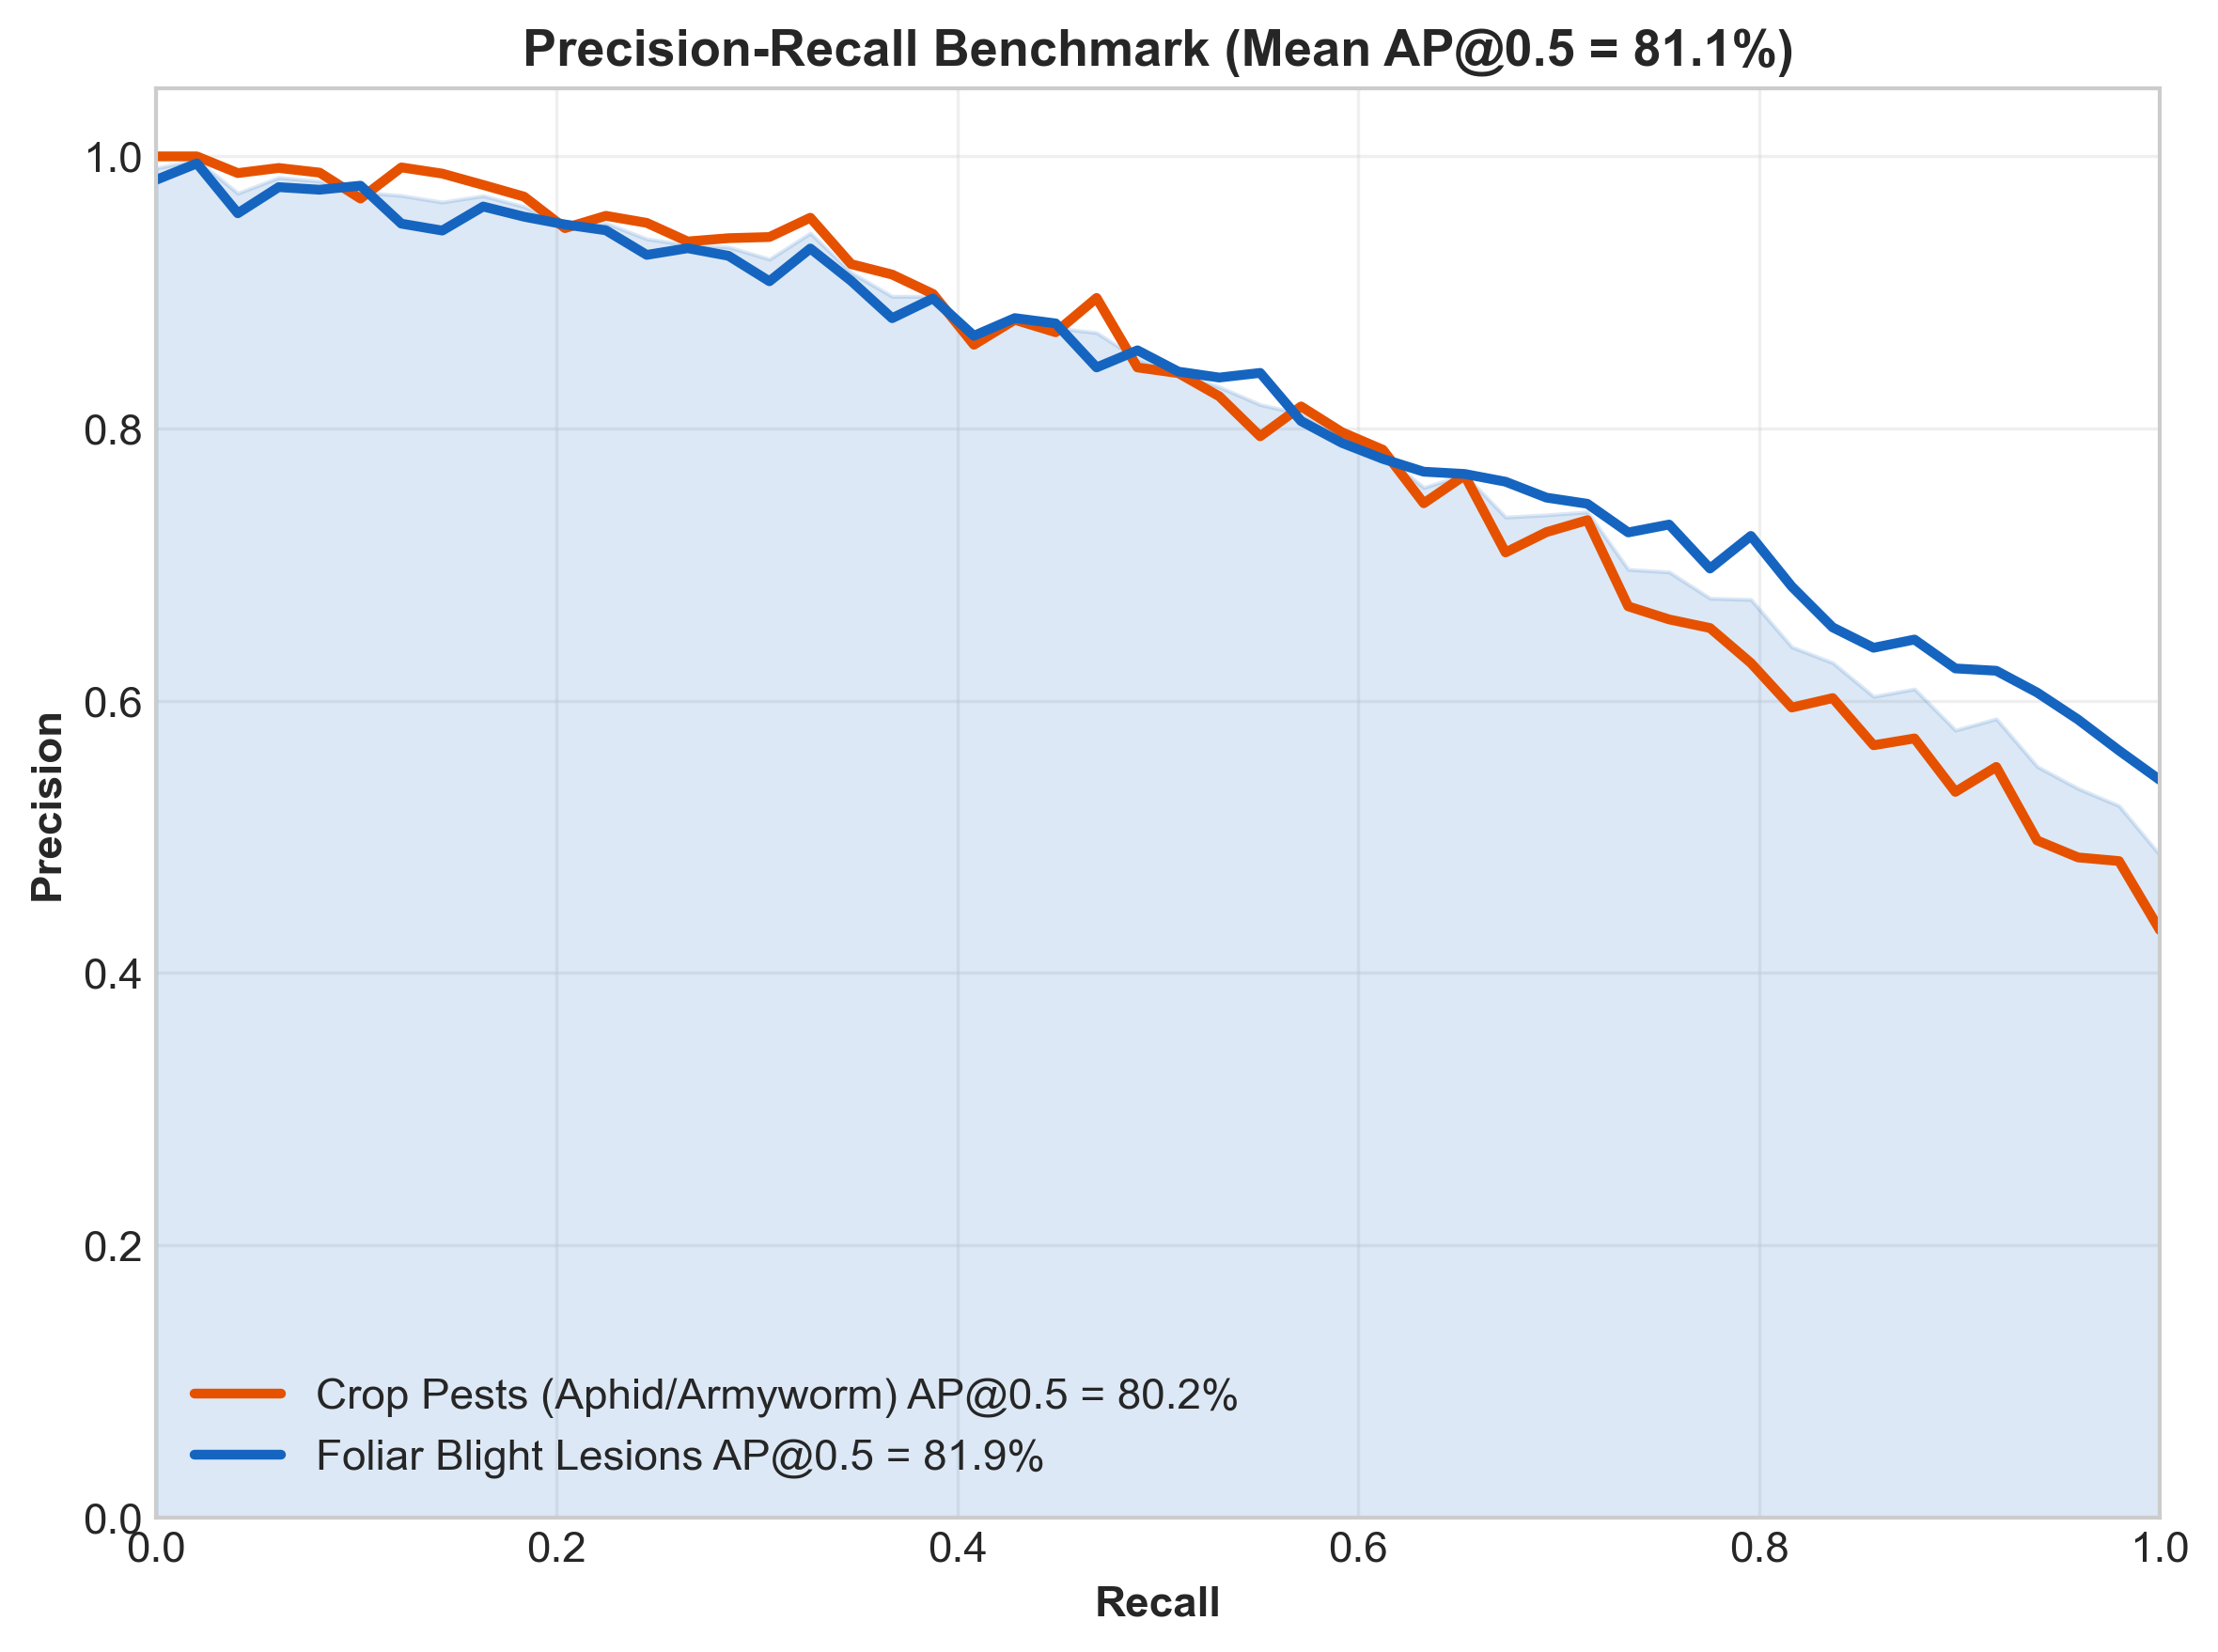 Precision-Recall Benchmark (Mean AP@0.5 = 81.1%)
Precision
1.0
0.8
0.6
0.4
0.2
0.0
Crop Pests (Aphid/Armyworm) AP@0.5 = 80.2%
Foliar Blight Lesions AP@0.5 = 81.9%
0.0 0.2 0.4 0.6 0.8 1.0
Recall